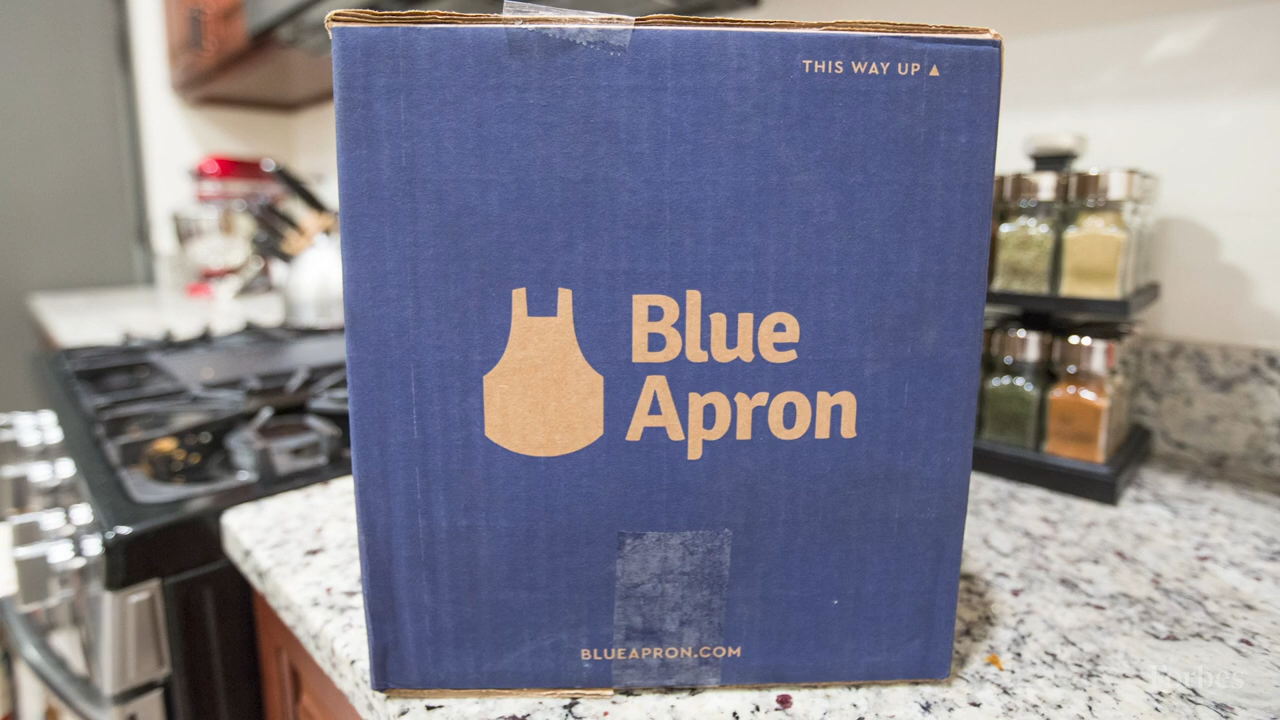 THIS WAY UP ▲
Blue
Apron
BLUEAPRON.COM
Forbes